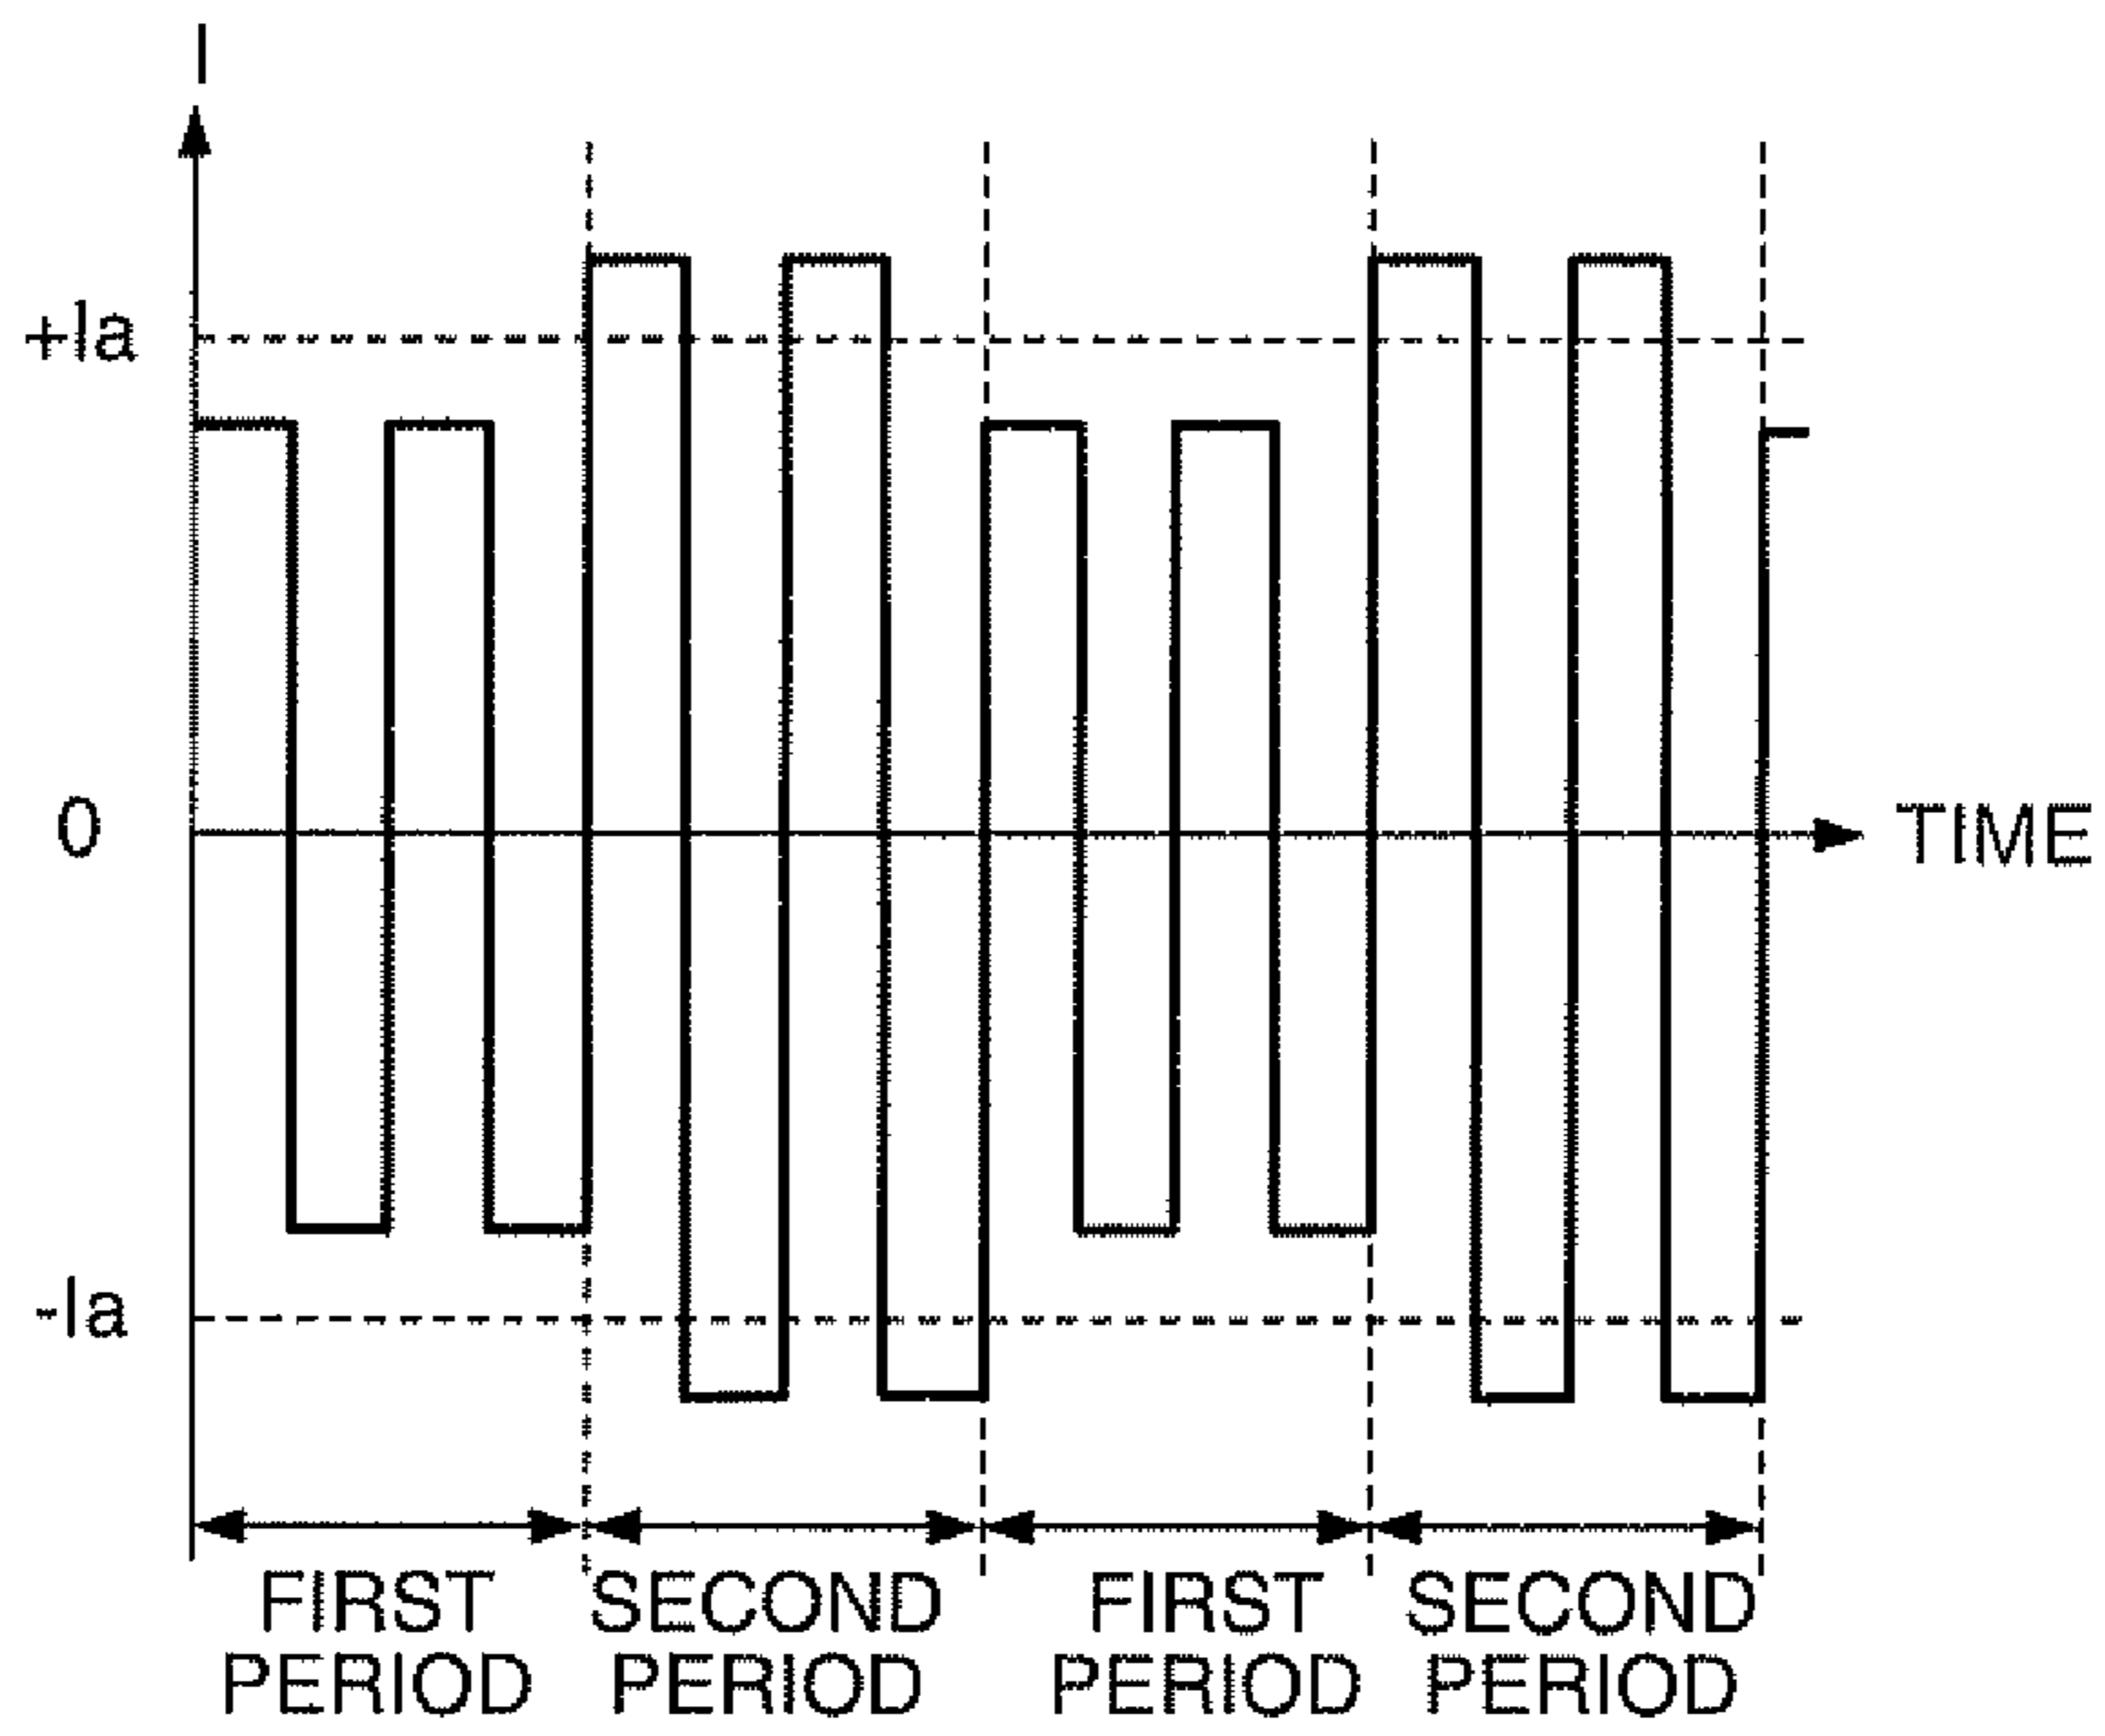 I
+Ia
0
TIME
-Ia
FIRST PERIOD
SECOND PERIOD
FIRST PERIOD
SECOND PERIOD